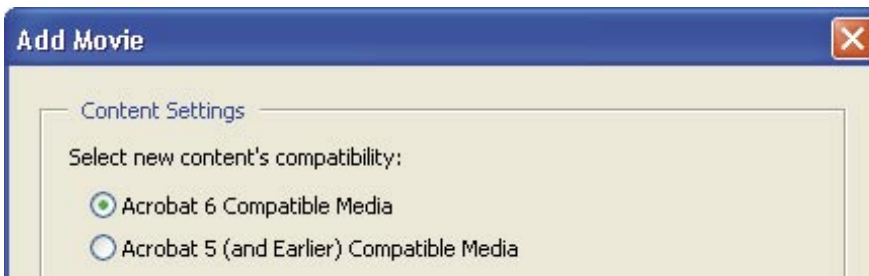 Add Movie
Content Settings
Select new content's compatibility:
Acrobat 6 Compatible Media
Acrobat 5 (and Earlier) Compatible Media